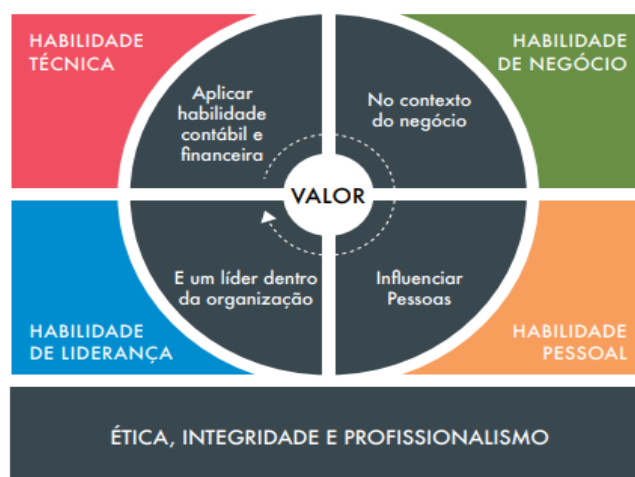 HABILIDADE
TÉCNICA
HABILIDADE
DE NEGÓCIO
Aplicar
habilidade
contábil e
financeira
No contexto
do negócio
VALOR
E um líder dentro
da organização
Influenciar
Pessoas
HABILIDADE
DE LIDERANÇA
HABILIDADE
PESSOAL
ÉTICA, INTEGRIDADE E PROFISSIONALISMO